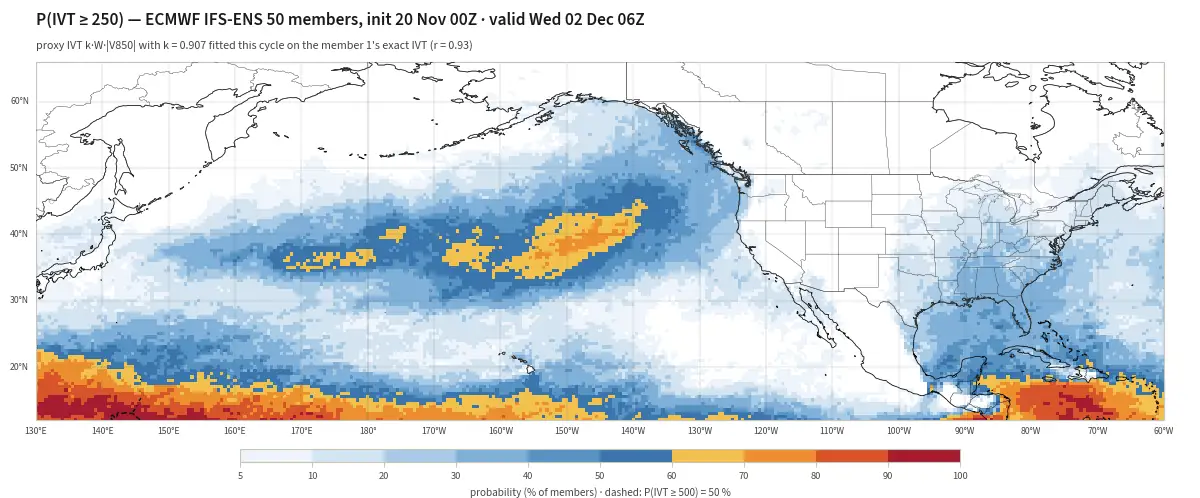 P(IVT ≥ 250) — ECMWF IFS-ENS 50 members, init 20 Nov 00Z · valid Wed 02 Dec 06Z
proxy IVT k·W·|V850| with k = 0.907 fitted this cycle on the member 1's exact IVT (r = 0.93)
60°N
50°N
40°N
30°N
20°N
130°E 140°E 150°E 160°E 170°E 180° 170°W 160°W 150°W 140°W 130°W 120°W 110°W 100°W 90°W 80°W 70°W 60°W
5 10 20 30 40 50 60 70 80 90 100
probability (% of members) · dashed: P(IVT ≥ 500) = 50 %